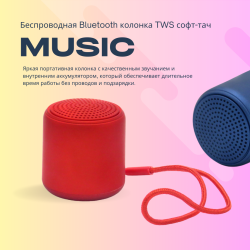 Беспроводная Bluetooth колонка TWS софт-тач
MUSIC
Яркая портативная колонка с качественным звучанием и
внутренним аккумулятором, который обеспечивает длительное
время работы без проводов и подзарядки.